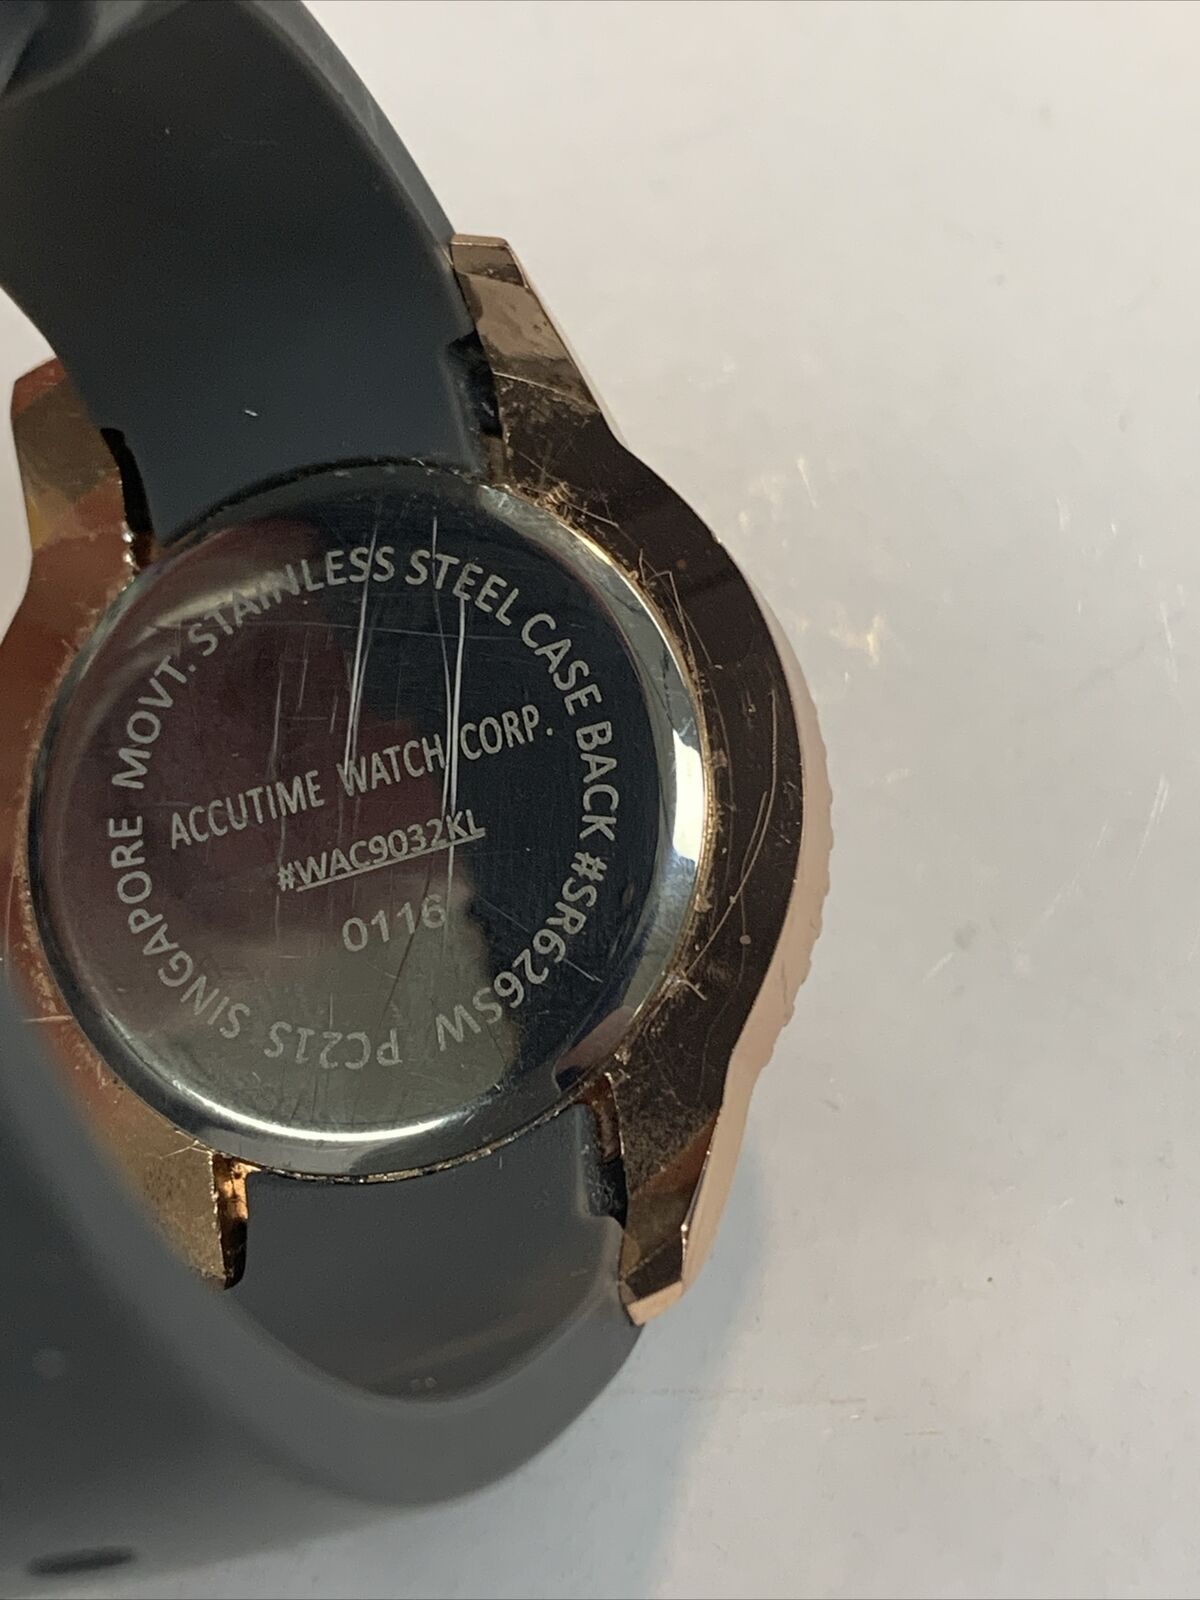 SINGAPORE MOVT. STAINLESS STEEL CASE BACK #SR626SW PC21S
ACCUTIME WATCH CORP.
#WAC9032KL
0116